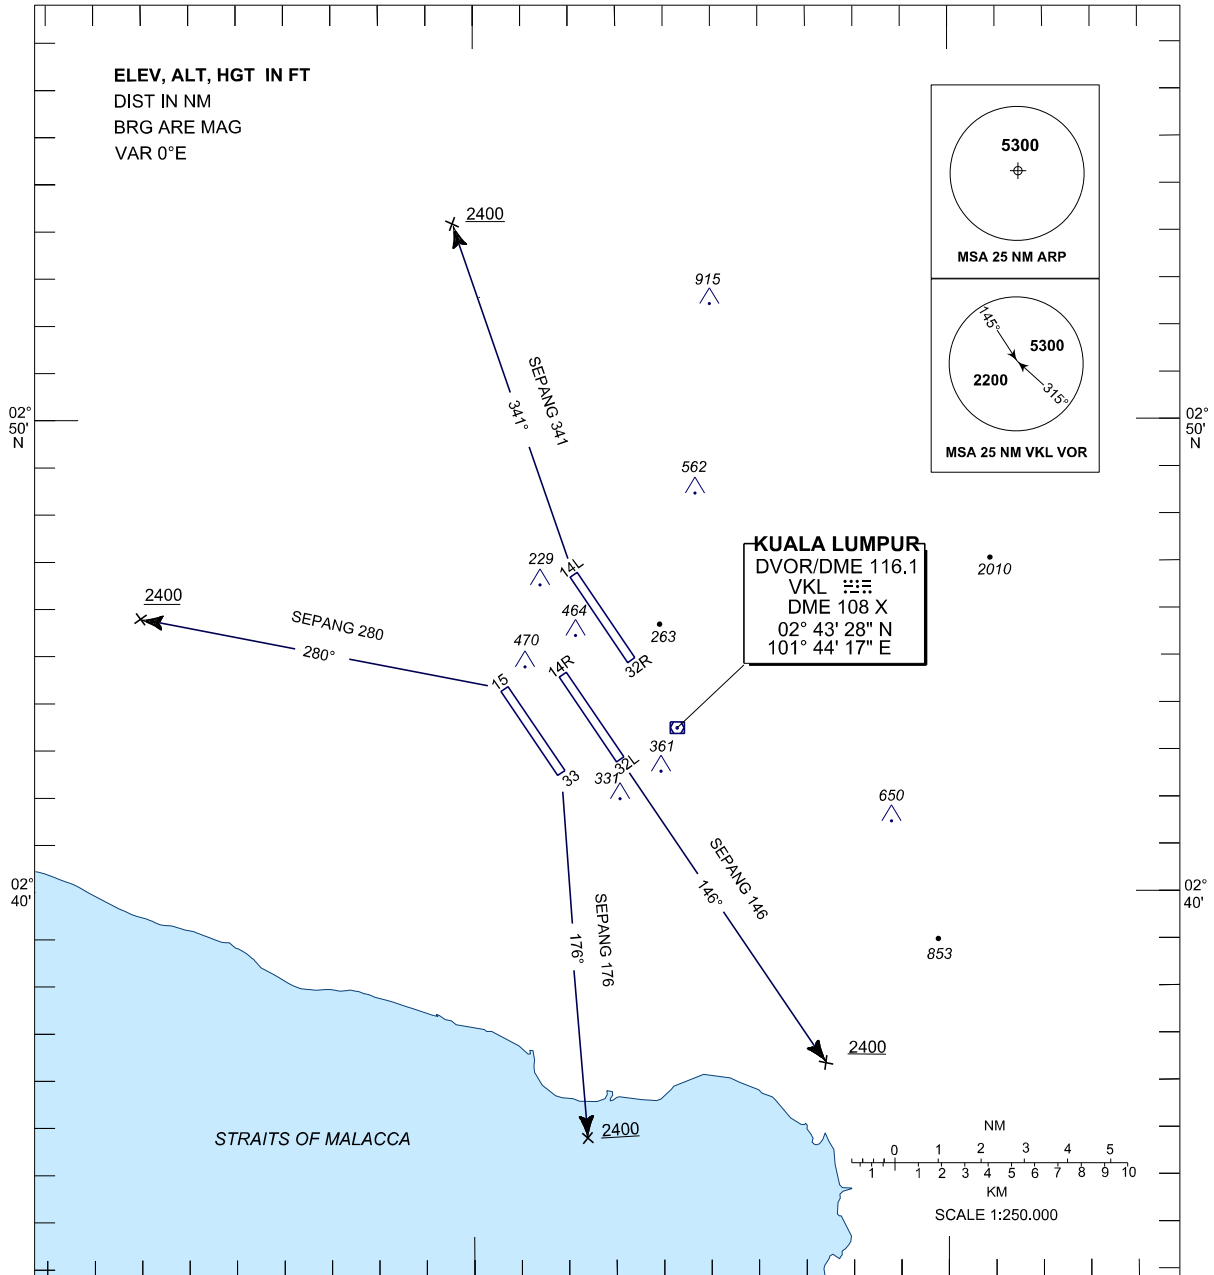 ELEV, ALT, HGT IN FT
DIST IN NM
BRG ARE MAG
VAR 0°E
5300
MSA 25 NM ARP
145°
5300
2200
315°
MSA 25 NM VKL VOR
2400
915
SEPANG 341
341°
02°
50'
N
02°
50'
N
562
KUALA LUMPUR
DVOR/DME 116.1
VKL
DME 108 X
02° 43' 28" N
101° 44' 17" E
2010
229
14L
2400
464
SEPANG 280
280°
263
470
14R
32R
15
361
32L
33
331
650
SEPANG 146
146°
02°
40'
02°
40'
SEPANG 176
176°
853
2400
2400
STRAITS OF MALACCA
NM
0 1 2 3 4 5
1 1 2 3 4 5 6 7 8 9 10
KM
SCALE 1:250.000